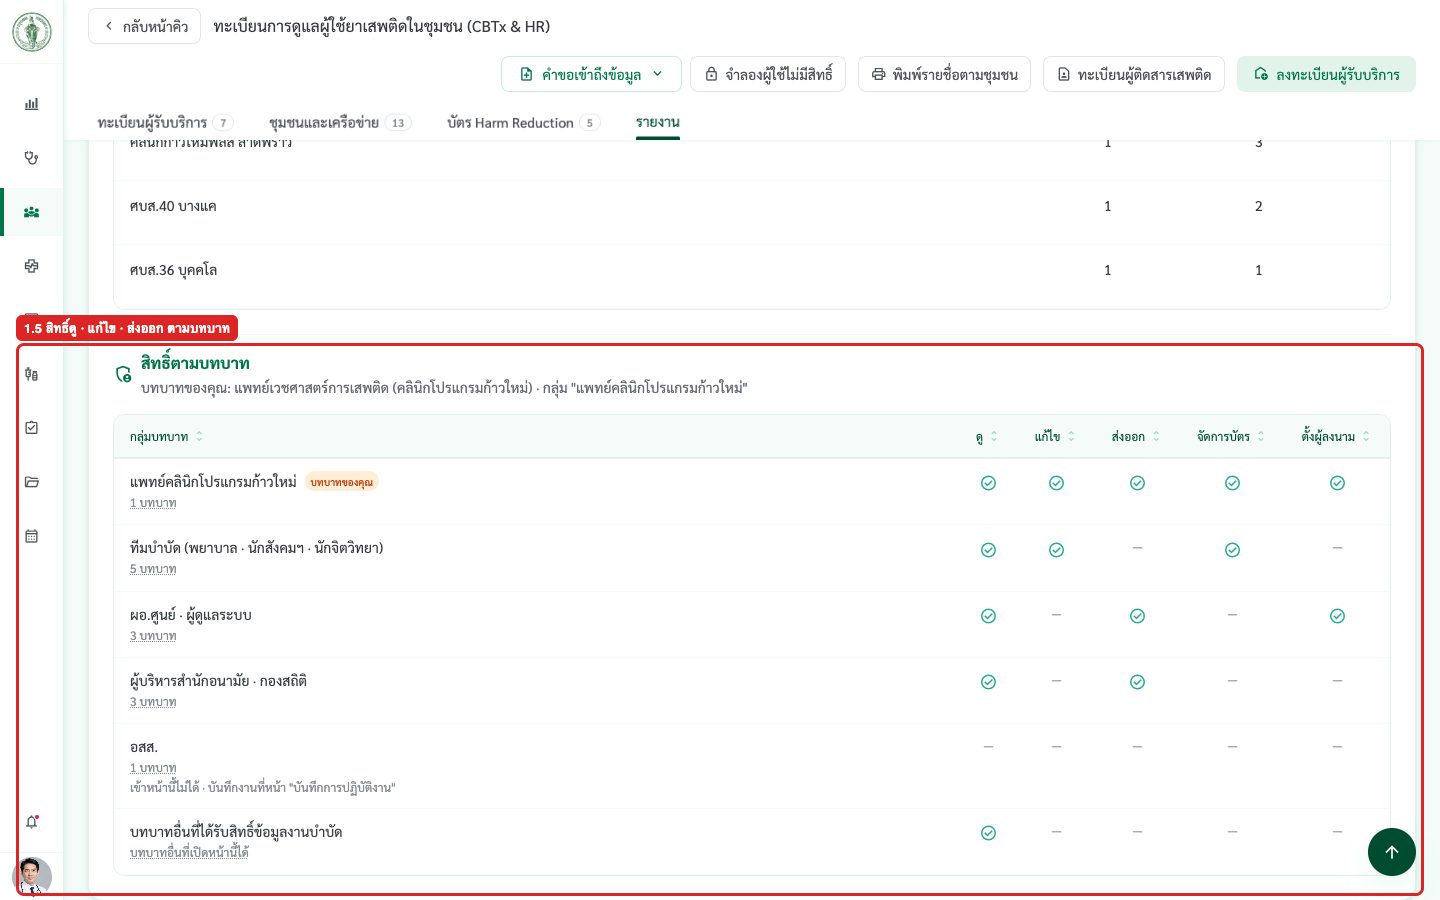 กลับหน้าคิว
ทะเบียนการดูแลผู้ใช้ยาเสพติดในชุมชน (CBTx & HR)
คำขอเข้าถึงข้อมูล
จำลองผู้ใช้ไม่มีสิทธิ์
พิมพ์รายชื่อตามชุมชน
ทะเบียนผู้ติดสารเสพติด
ลงทะเบียนผู้รับบริการ
ทะเบียนผู้รับบริการ 7
ชุมชนและเครือข่าย 13
บัตร Harm Reduction 5
รายงาน
คลินิกก้าวใหม่พลัส ลาดพร้าว 1 3
ศบส.40 บางแค 1 2
ศบส.36 บุคคโล 1 1
1.5 สิทธิ์ดู · แก้ไข · ส่งออก ตามบทบาท
สิทธิ์ตามบทบาท
บทบาทของคุณ: แพทย์เวชศาสตร์การเสพติด (คลินิกโปรแกรมก้าวใหม่) · กลุ่ม "แพทย์คลินิกโปรแกรมก้าวใหม่"
กลุ่มบทบาท ดู แก้ไข ส่งออก จัดการบัตร ตั้งผู้ลงนาม
แพทย์คลินิกโปรแกรมก้าวใหม่ บทบาทของคุณ
1 บทบาท
ทีมบำบัด (พยาบาล · นักสังคมฯ · นักจิตวิทยา) — —
5 บทบาท
ผอ.ศูนย์ · ผู้ดูแลระบบ — —
3 บทบาท
ผู้บริหารสำนักอนามัย · กองสถิติ — — —
3 บทบาท
อสส. — — — — —
1 บทบาท
เข้าหน้านี้ไม่ได้ · บันทึกงานที่หน้า "บันทึกการปฏิบัติงาน"
บทบาทอื่นที่ได้รับสิทธิ์ข้อมูลงานบำบัด — — — —
บทบาทอื่นที่เปิดหน้านี้ได้